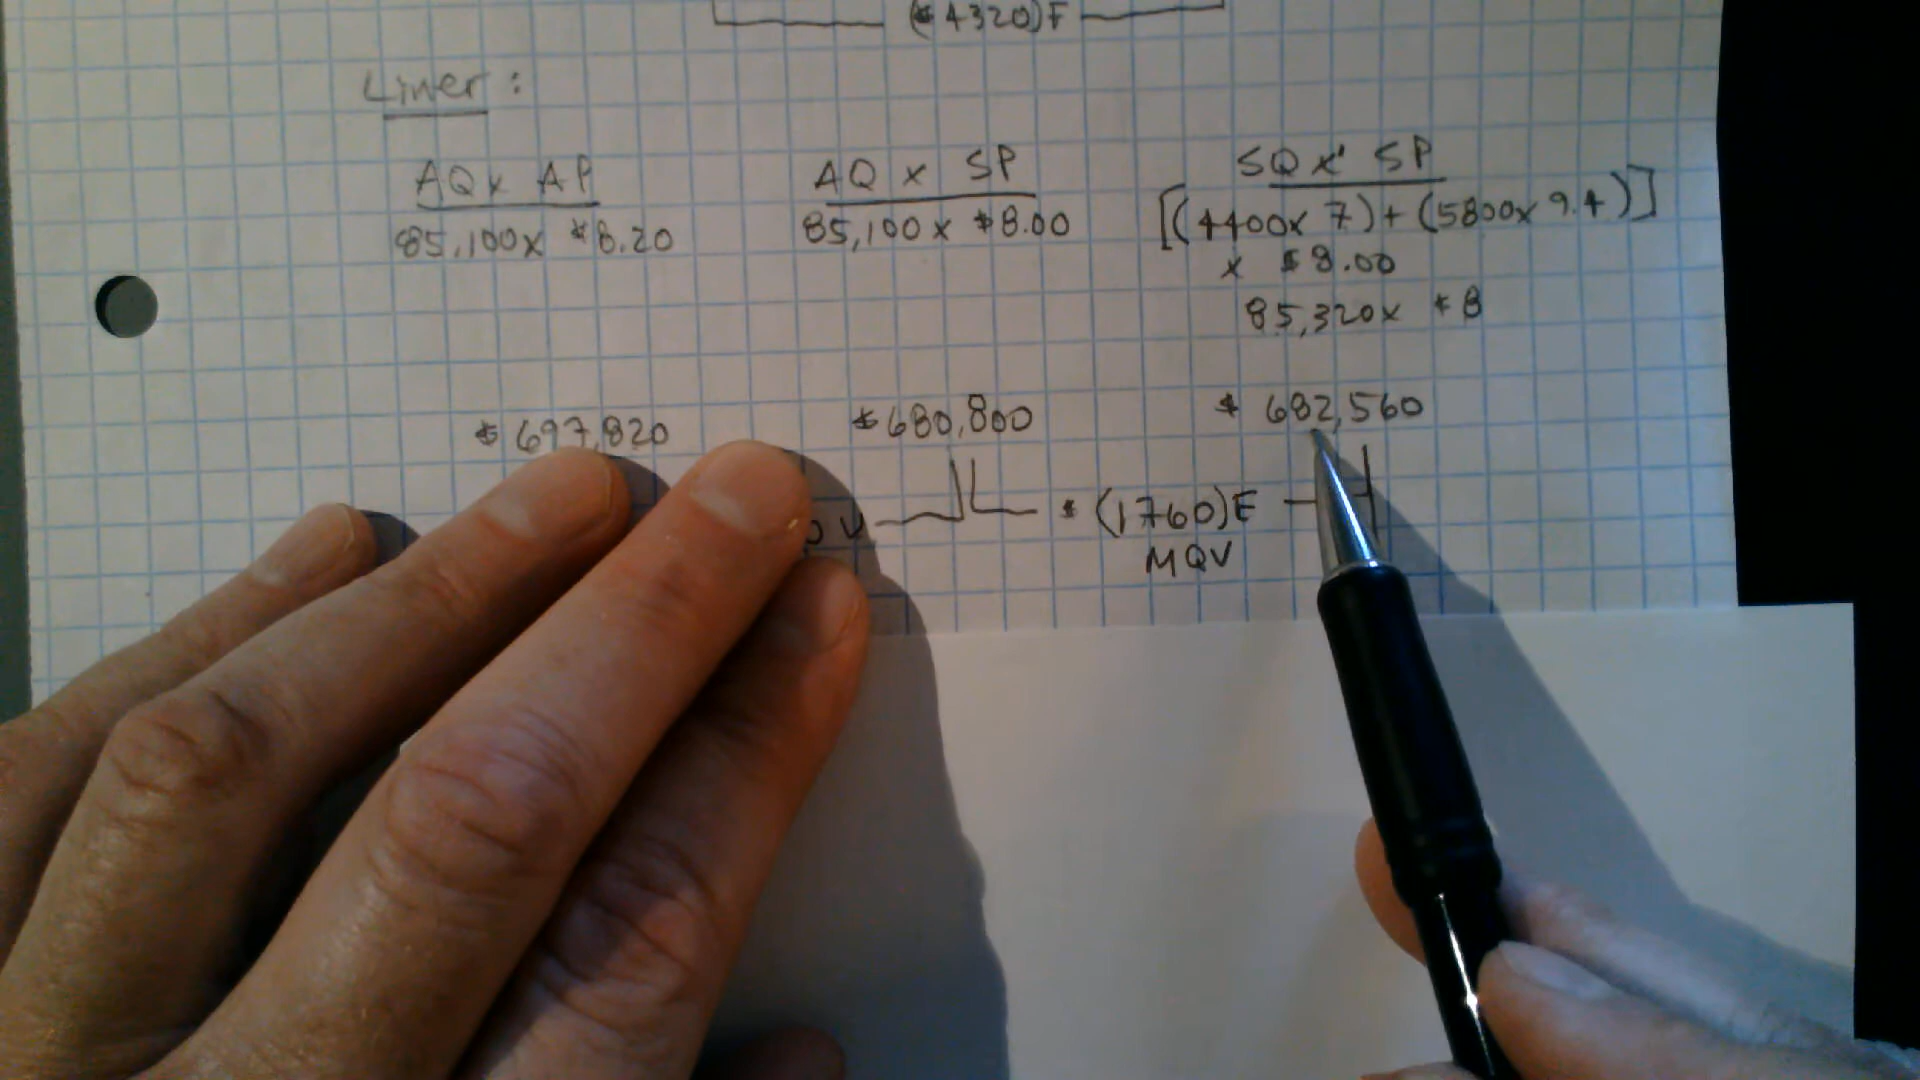 ($4320)F
Liner:
AQ x AP
85,100 x $8.20
$697,820
AQ x SP
85,100 x $8.00
$680,800
SQ x SP
[(4400 x 7) + (5800 x 9.4)]
x $8.00
85,320 x $8
$ 682,560
U
$(1760)F
MQV